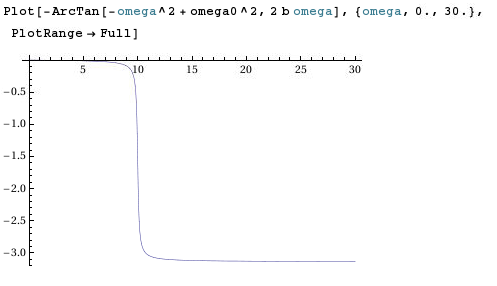 Plot[-ArcTan[-omega^2 + omega0^2, 2 b omega], {omega, 0., 30.},
PlotRange → Full]
5 10 15 20 25 30
-0.5
-1.0
-1.5
-2.0
-2.5
-3.0